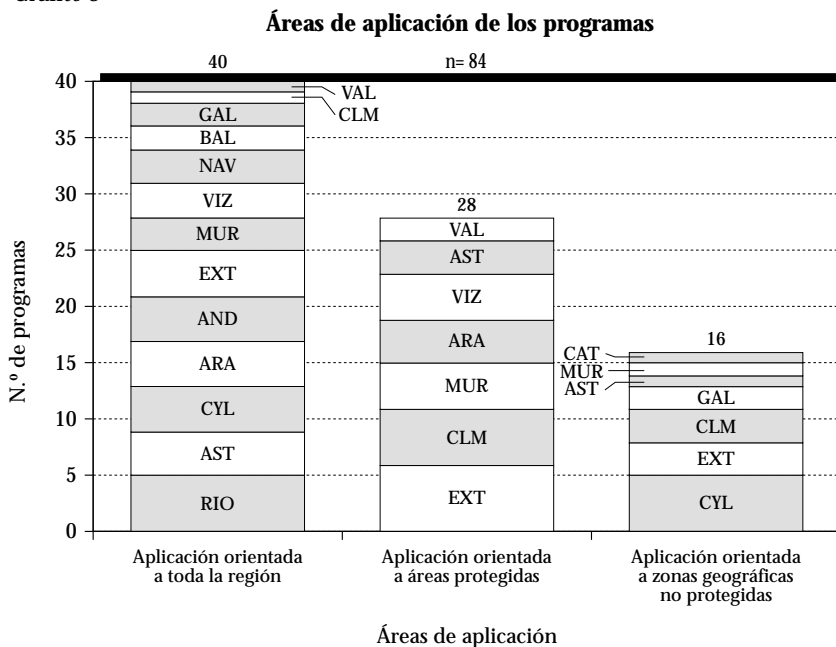 Áreas de aplicación de los programas
40
n= 84
40
VAL
CLM
GAL
35
BAL
NAV
30
VIZ
28
MUR
VAL
25
AST
EXT
VIZ
20
AND
ARA
16
15
CAT
ARA
MUR
MUR
AST
GAL
10
CYL
CLM
CLM
AST
EXT
5
RIO
EXT
CYL
0
N.º de programas
Aplicación orientada
a toda la región
Aplicación orientada
a áreas protegidas
Aplicación orientada
a zonas geográficas
no protegidas
Áreas de aplicación